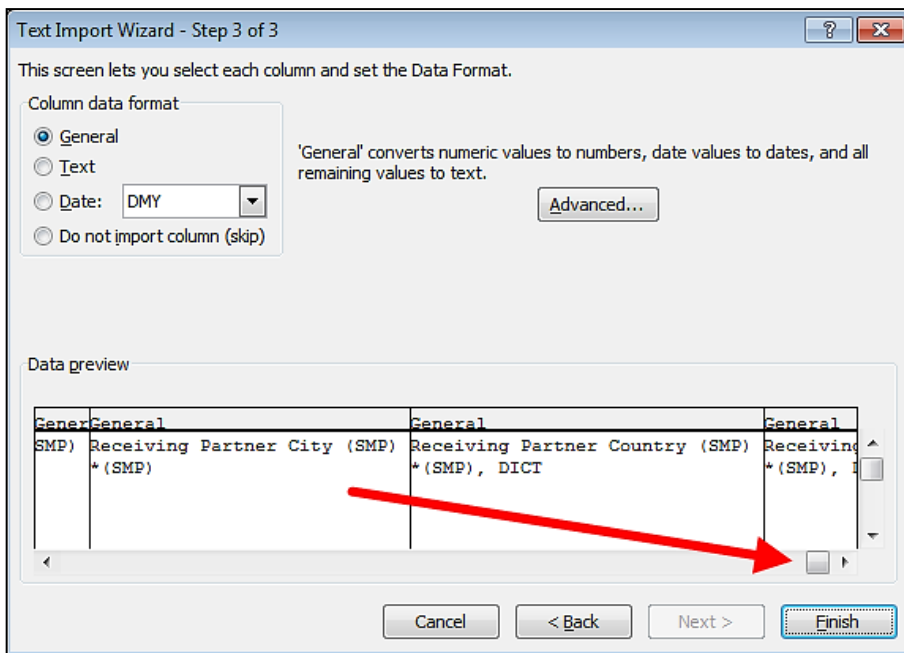 Text Import Wizard - Step 3 of 3
?
This screen lets you select each column and set the Data Format.
Column data format
General
Text
Date: DMY
Do not import column (skip)
'General' converts numeric values to numbers, date values to dates, and all
remaining values to text.
Advanced...
Data preview
Gener General General General
SMP) Receiving Partner City (SMP) Receiving Partner Country (SMP) Receiving
*(SMP) *(SMP), DICT *(SMP),
Cancel < Back Next > Finish